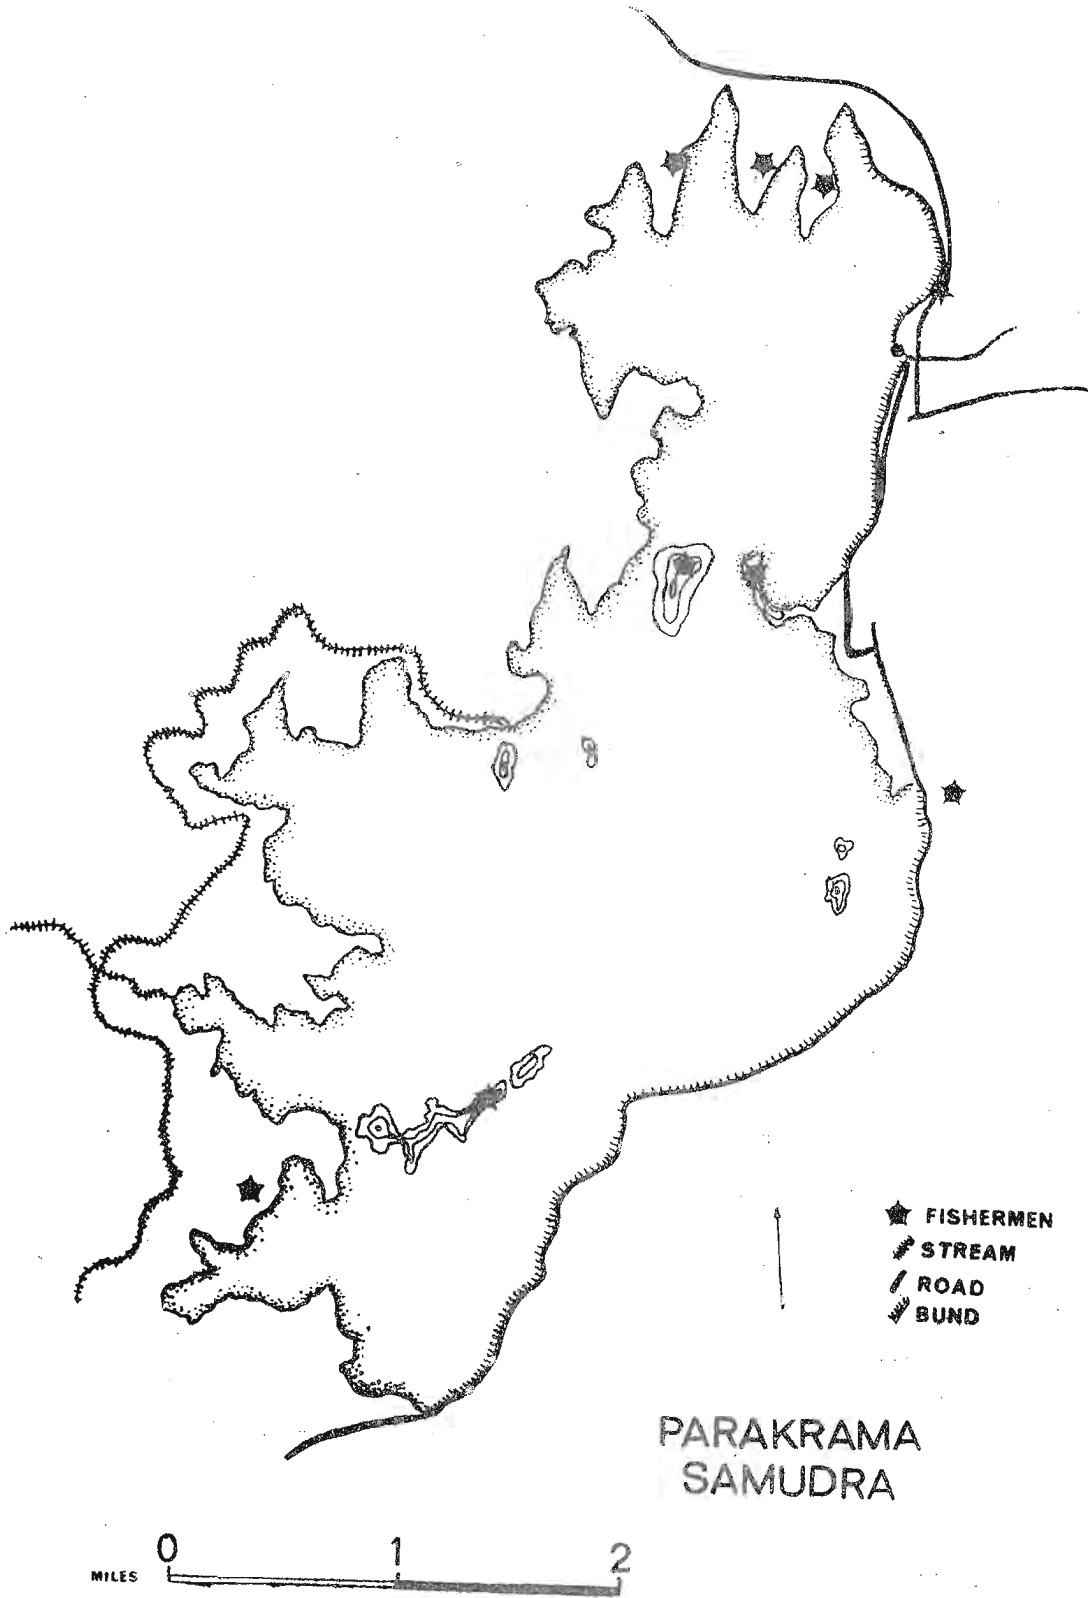 FISHERMEN
STREAM
ROAD
BUND
PARAKRAMA
SAMUDRA
0 1 2
MILES